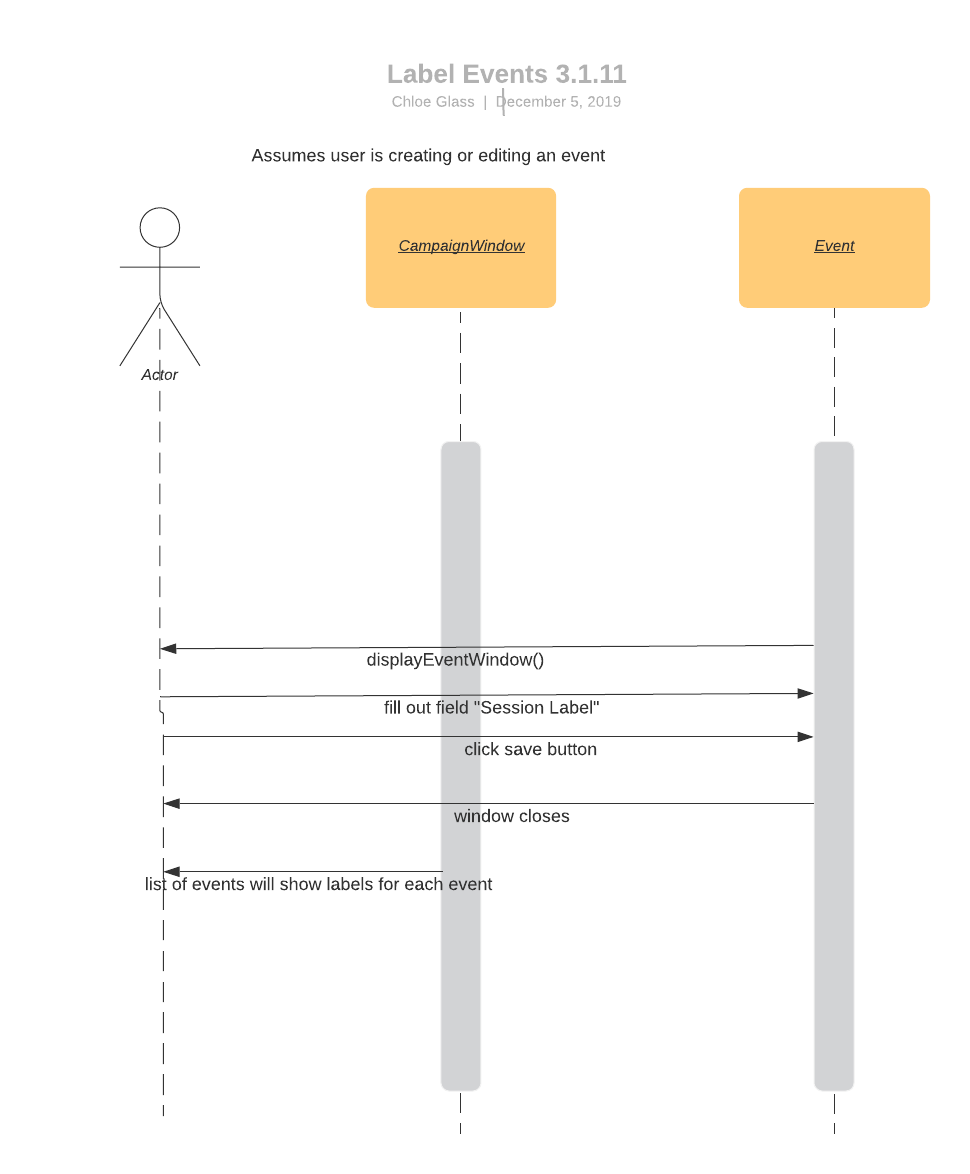 Label Events 3.1.11
Chloe Glass | December 5, 2019
Assumes user is creating or editing an event
CampaignWindow
Event
Actor
displayEventWindow()
fill out field "Session Label"
click save button
window closes
list of events will show labels for each event